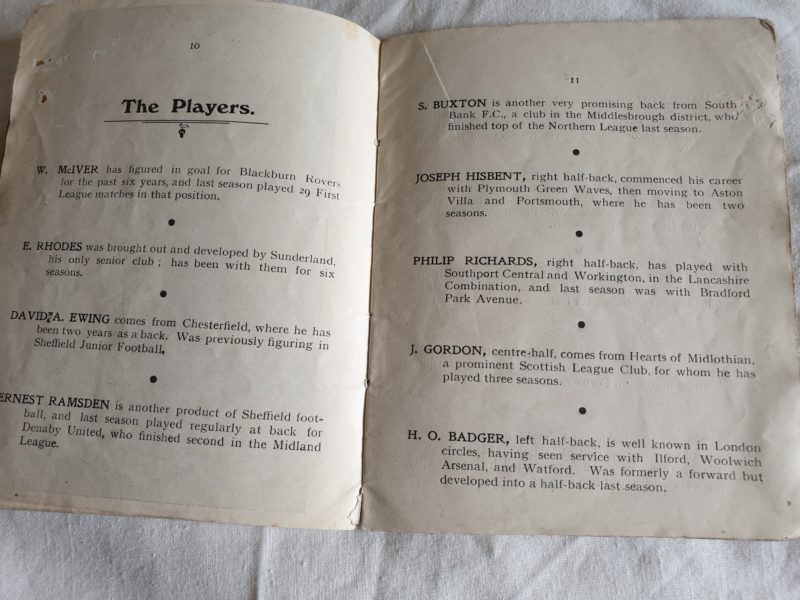 10
The Players.
W. McIVER has figured in goal for Blackburn Rovers
for the past six years, and last season played 29 First
League matches in that position.
E. RHODES was brought out and developed by Sunderland,
his only senior club; has been with them for six
seasons.
DAVID A. EWING comes from Chesterfield, where he has
been two years as a back. Was previously figuring in
Sheffield Junior Football.
ERNEST RAMSDEN is another product of Sheffield foot-
ball, and last season played regularly at back for
Denaby United, who finished second in the Midland
League.
11
S. BUXTON is another very promising back from South
Bank F.C., a club in the Middlesbrough district, who
finished top of the Northern League last season.
JOSEPH HISBENT, right half-back, commenced his career
with Plymouth Green Waves, then moving to Aston
Villa and Portsmouth, where he has been two
seasons.
PHILIP RICHARDS, right half-back, has played with
Southport Central and Workington, in the Lancashire
Combination, and last season was with Bradford
Park Avenue.
J. GORDON, centre-half, comes from Hearts of Midlothian,
a prominent Scottish League Club, for whom he has
played three seasons.
H. O. BADGER, left half-back, is well known in London
circles, having seen service with Ilford, Woolwich
Arsenal, and Watford. Was formerly a forward but
developed into a half-back last season.